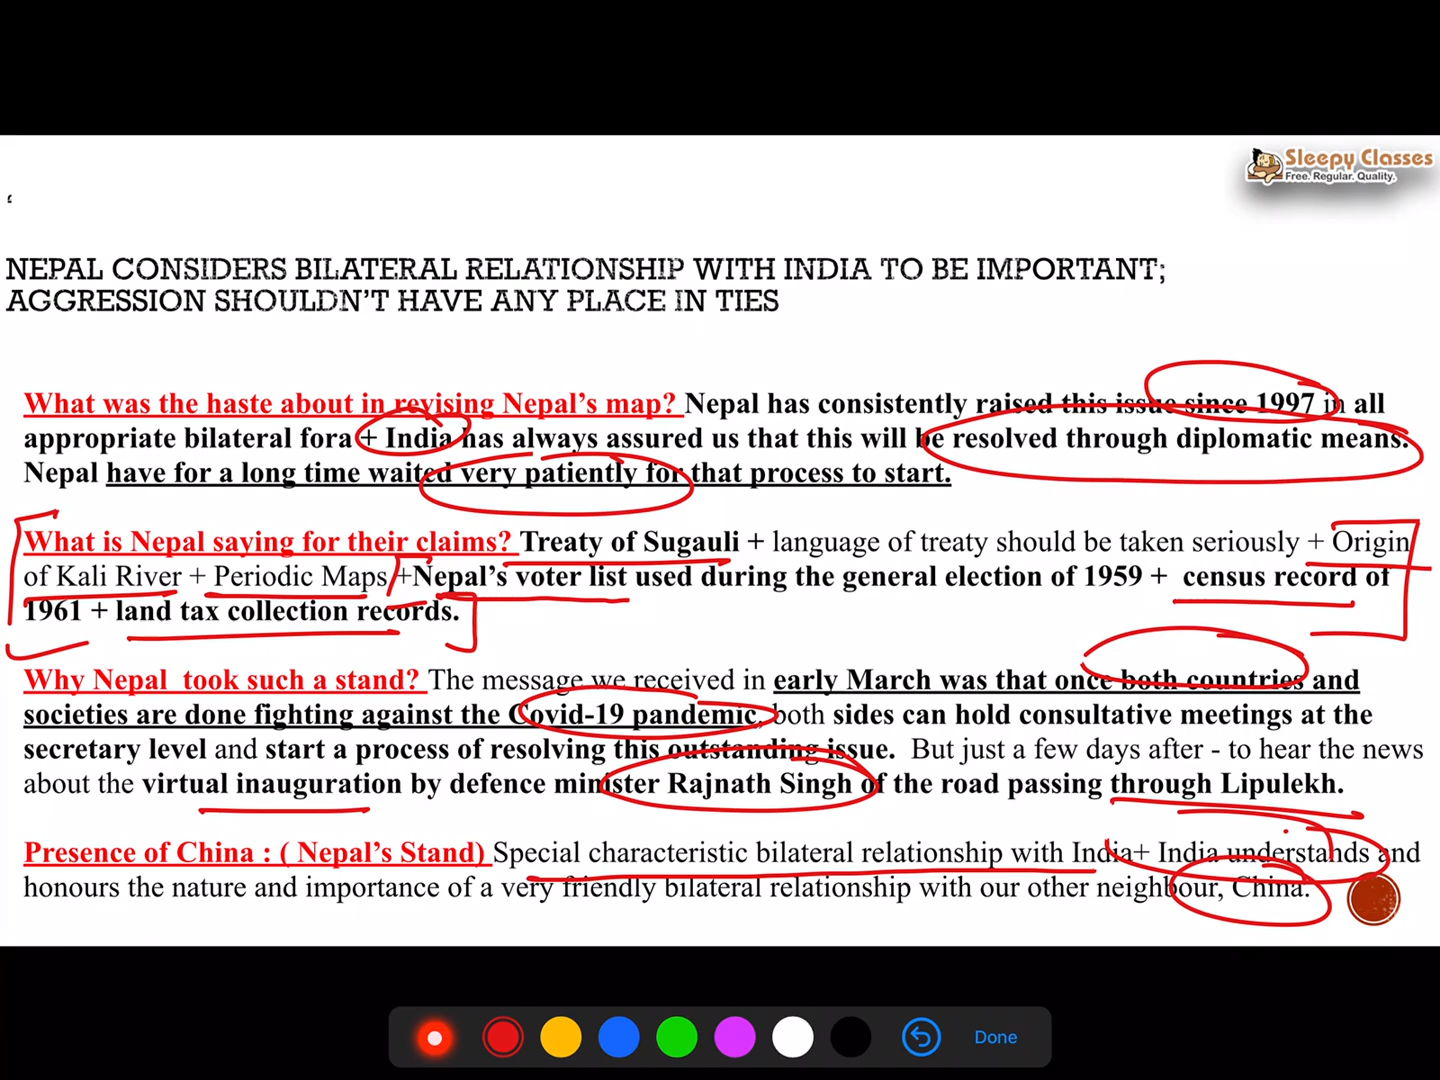 Sleepy Classes
Free. Regular. Quality.
‘
NEPAL CONSIDERS BILATERAL RELATIONSHIP WITH INDIA TO BE IMPORTANT;
AGGRESSION SHOULDN’T HAVE ANY PLACE IN TIES
What was the haste about in revising Nepal’s map? Nepal has consistently raised this issue since 1997 in all
appropriate bilateral fora + India has always assured us that this will be resolved through diplomatic means.
Nepal have for a long time waited very patiently for that process to start.
What is Nepal saying for their claims? Treaty of Sugauli + language of treaty should be taken seriously + Origin
of Kali River + Periodic Maps +Nepal’s voter list used during the general election of 1959 + census record of
1961 + land tax collection records.
Why Nepal took such a stand? The message we received in early March was that once both countries and
societies are done fighting against the Covid-19 pandemic, both sides can hold consultative meetings at the
secretary level and start a process of resolving this outstanding issue. But just a few days after - to hear the news
about the virtual inauguration by defence minister Rajnath Singh of the road passing through Lipulekh.
Presence of China : ( Nepal’s Stand) Special characteristic bilateral relationship with India+ India understands and
honours the nature and importance of a very friendly bilateral relationship with our other neighbour, China.
Done